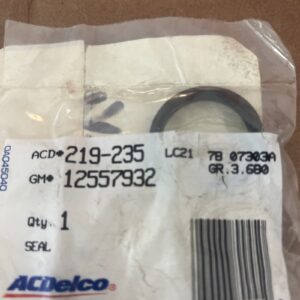 ACD# 219-235 LC21 78 07303A
GM# 12557932 GR.3.680
Qty. 1
SEAL
ACDelco